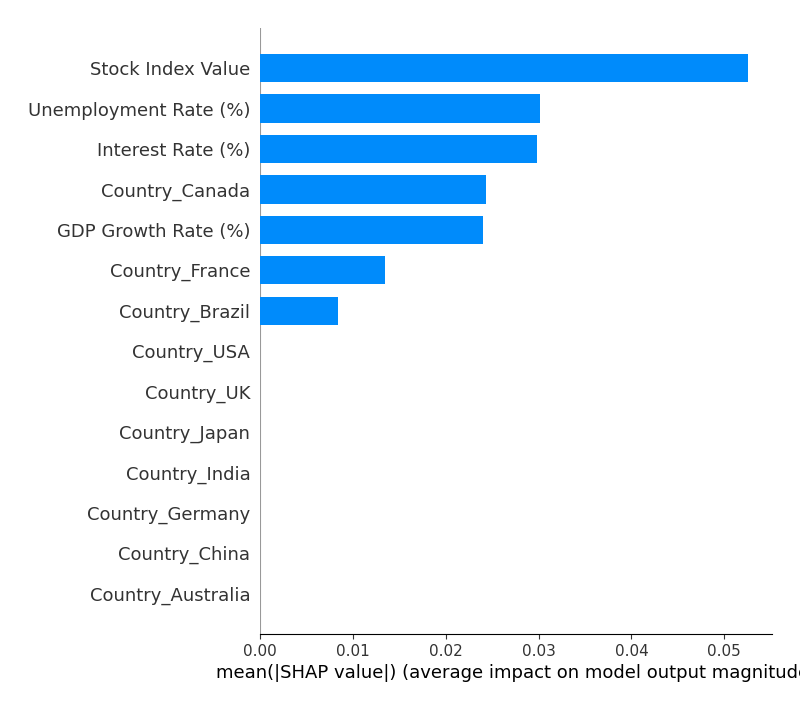 Stock Index Value
Unemployment Rate (%)
Interest Rate (%)
Country_Canada
GDP Growth Rate (%)
Country_France
Country_Brazil
Country_USA
Country_UK
Country_Japan
Country_India
Country_Germany
Country_China
Country_Australia
0.00 0.01 0.02 0.03 0.04 0.05
mean(|SHAP value|) (average impact on model output magnitude